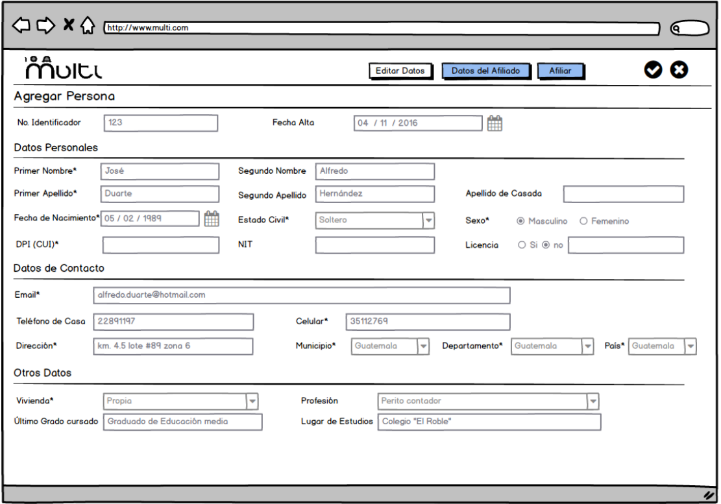 http://www.multi.com
multi
Editar Datos Datos del Afiliado Afiliar
Agregar Persona
No. Identificador 123 Fecha Alta 04 / 11 / 2016
Datos Personales
Primer Nombre* José Segundo Nombre Alfredo
Primer Apellido* Duarte Segundo Apellido Hernández Apellido de Casada
Fecha de Nacimiento* 05 / 02 / 1989 Estado Civil* Soltero Sexo* Masculino Femenino
DPI (CUI)* NIT Licencia Si no
Datos de Contacto
Email* alfredo.duarte@hotmail.com
Teléfono de Casa 22891197 Celular* 35112769
Dirección* km. 4.5 lote #89 zona 6 Municipio* Guatemala Departamento* Guatemala País* Guatemala
Otros Datos
Vivienda* Propia Profesión Perito contador
Último Grado cursado Graduado de Educación media Lugar de Estudios Colegio "El Roble"